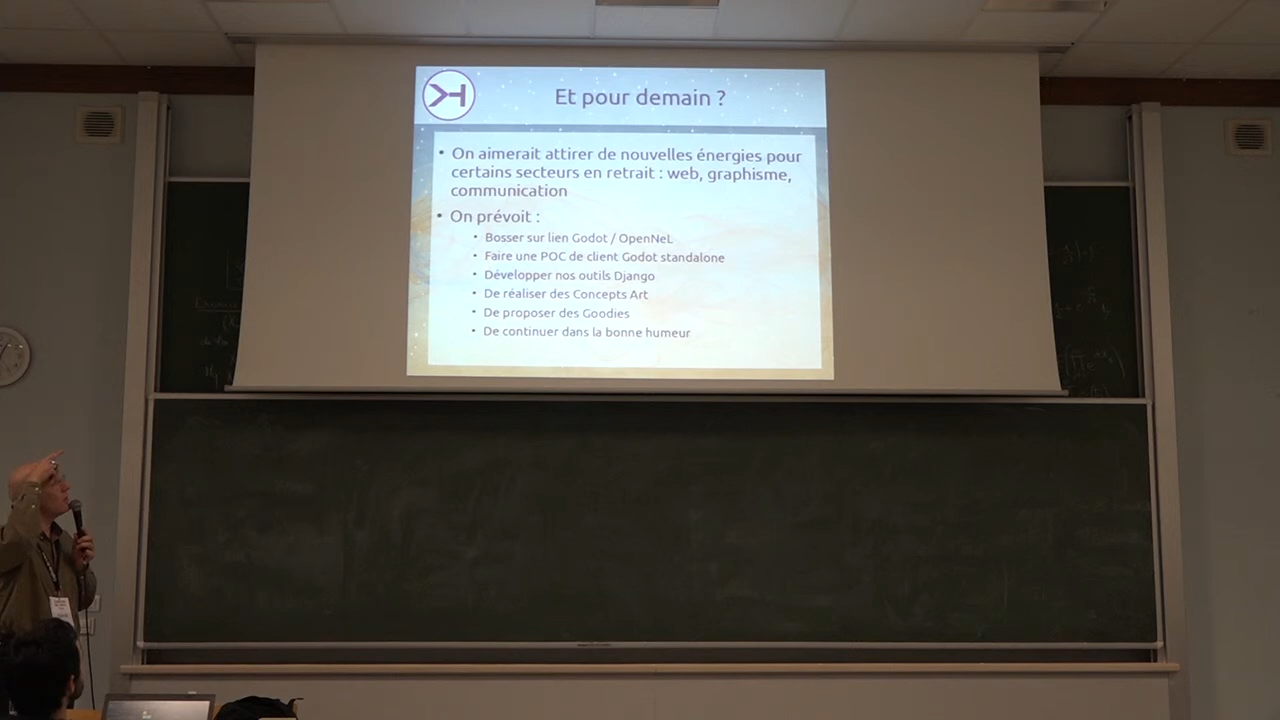 Et pour demain ?
• On aimerait attirer de nouvelles énergies pour
certains secteurs en retrait : web, graphisme,
communication
• On prévoit :
• Bosser sur lien Godot / OpenNeL
• Faire une POC de client Godot standalone
• Développer nos outils Django
• De réaliser des Concepts Art
• De proposer des Goodies
• De continuer dans la bonne humeur